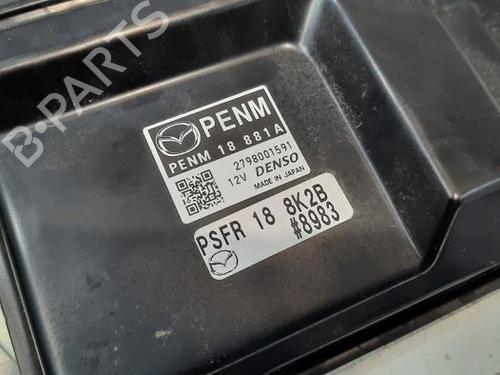 B-PARTS
PENM
PENM 18 881A
2798001591
12V DENSO
MADE IN JAPAN
PSFR 18 8K2B
#8983